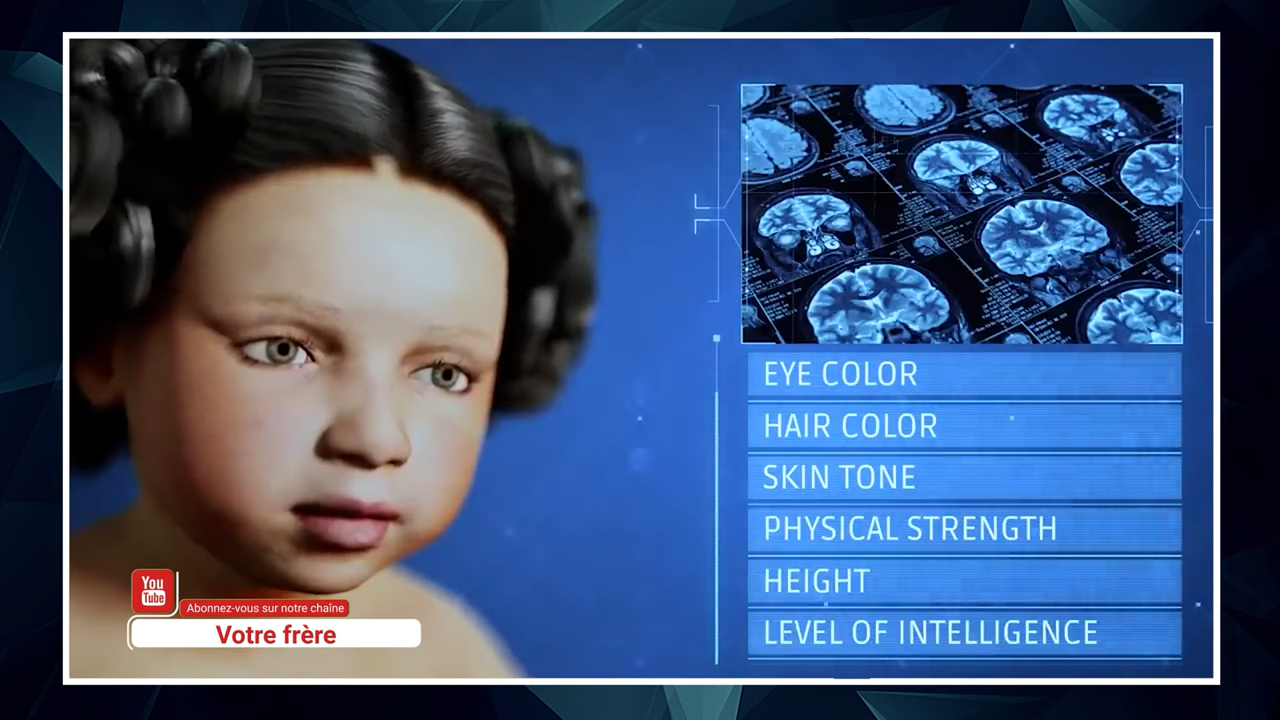 EYE COLOR
HAIR COLOR
SKIN TONE
PHYSICAL STRENGTH
HEIGHT
LEVEL OF INTELLIGENCE
You
Tube
Abonnez-vous sur notre chaîne
Votre frère